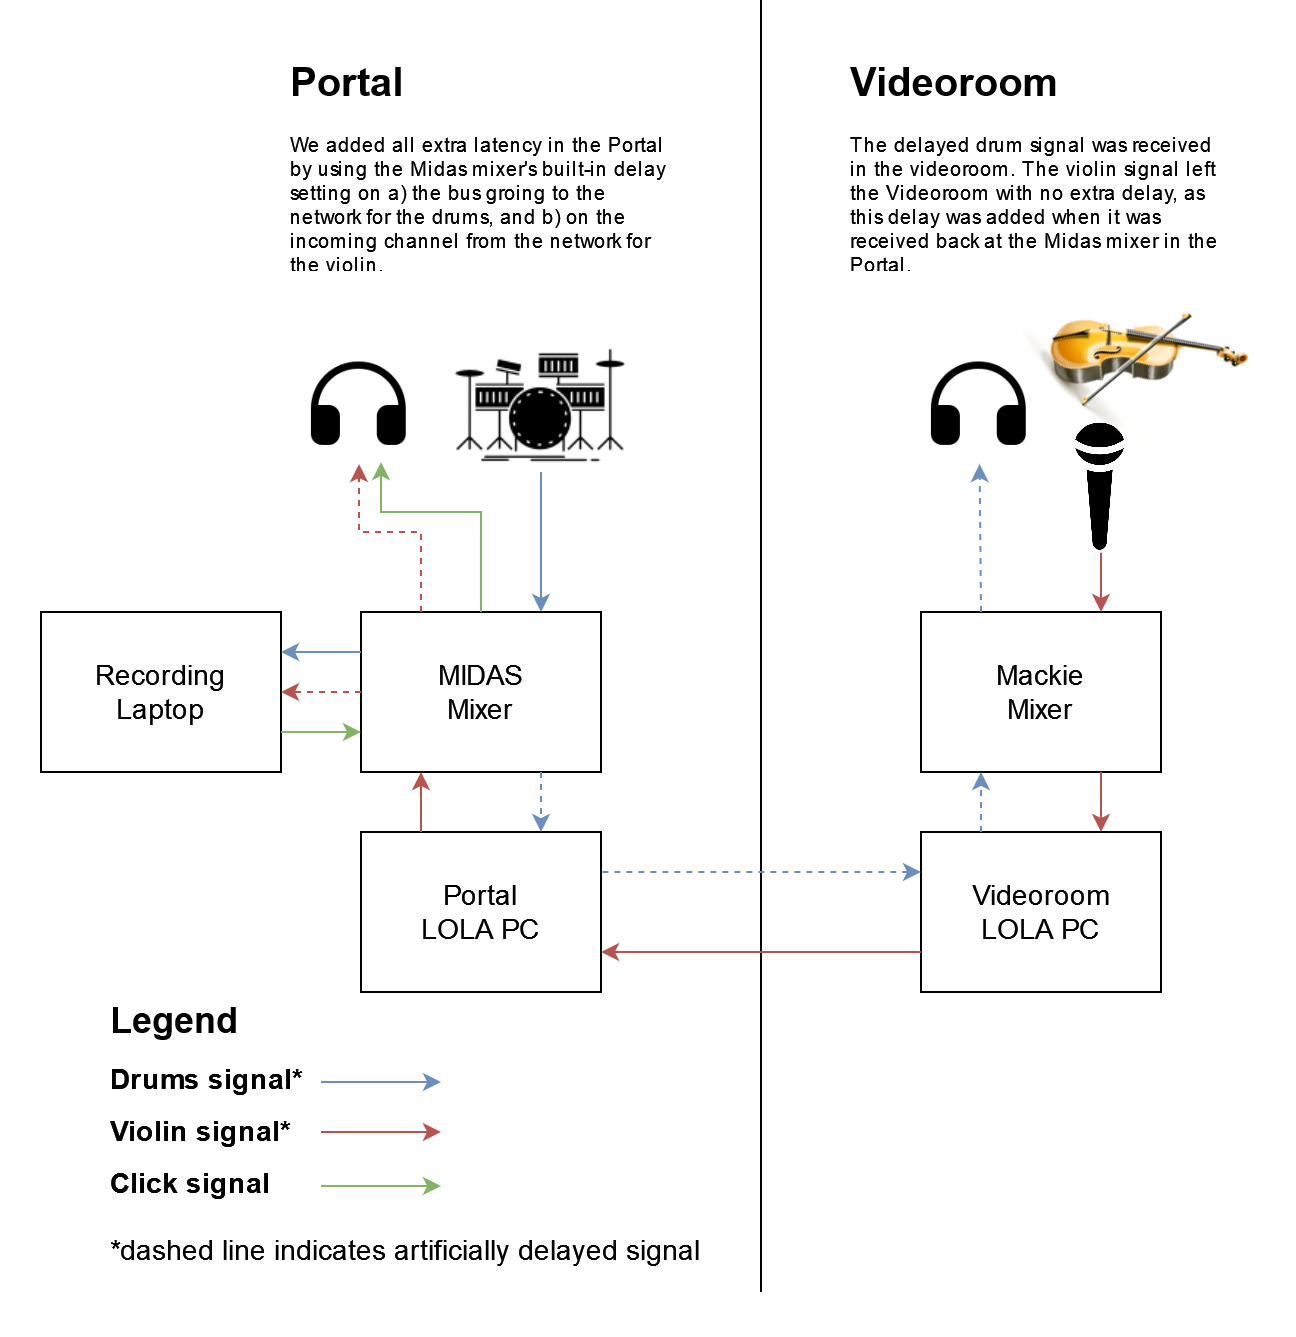 Portal
We added all extra latency in the Portal
by using the Midas mixer's built-in delay
setting on a) the bus groing to the
network for the drums, and b) on the
incoming channel from the network for
the violin.
Videoroom
The delayed drum signal was received
in the videoroom. The violin signal left
the Videoroom with no extra delay, as
this delay was added when it was
received back at the Midas mixer in the
Portal.
Recording
Laptop
MIDAS
Mixer
Mackie
Mixer
Portal
LOLA PC
Videoroom
LOLA PC
Legend
Drums signal*
Violin signal*
Click signal
*dashed line indicates artificially delayed signal